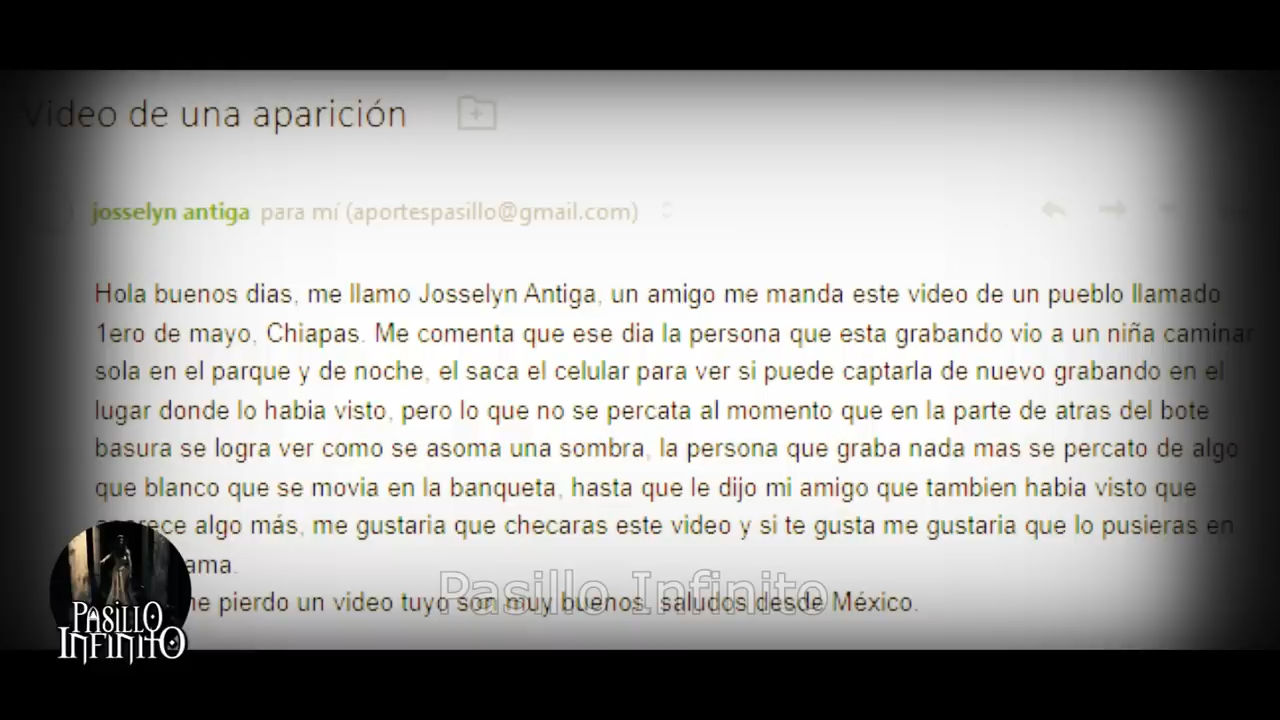 Video de una aparición
josselyn antiga para mí (aportespasillo@gmail.com)
Hola buenos dias, me llamo Josselyn Antiga, un amigo me manda este video de un pueblo llamado
1ero de mayo, Chiapas. Me comenta que ese dia la persona que esta grabando vio a un niña caminar
sola en el parque y de noche, el saca el celular para ver si puede captarla de nuevo grabando en el
lugar donde lo habia visto, pero lo que no se percata al momento que en la parte de atras del bote
basura se logra ver como se asoma una sombra, la persona que graba nada mas se percato de algo
que blanco que se movia en la banqueta, hasta que le dijo mi amigo que tambien habia visto que
algo más, me gustaria que checaras este video y si te gusta me gustaria que lo pusieras en
pierdo un video tuyo son muy buenos, saludos desde México.
Pasillo Infinito
PASILLO
INFINITO